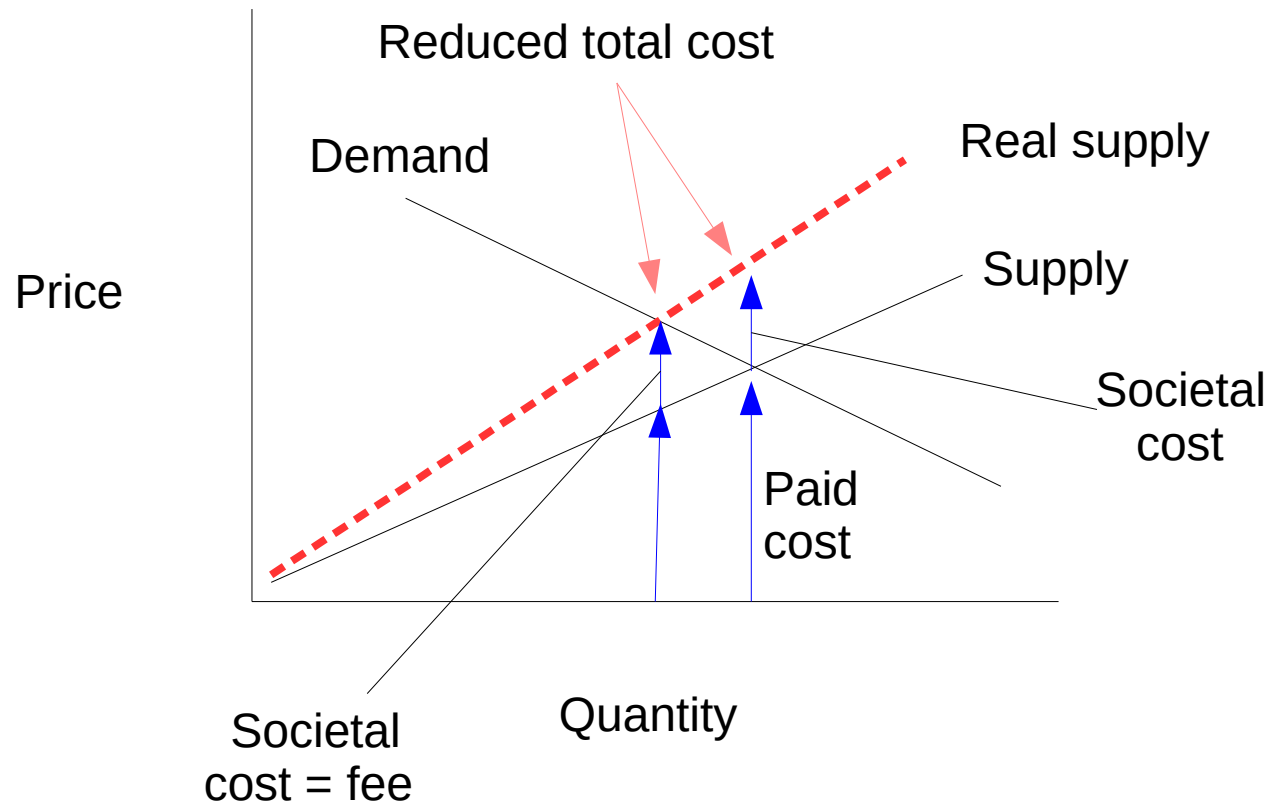 Reduced total cost
Demand
Real supply
Supply
Price
Societal
cost
Paid
cost
Quantity
Societal
cost = fee